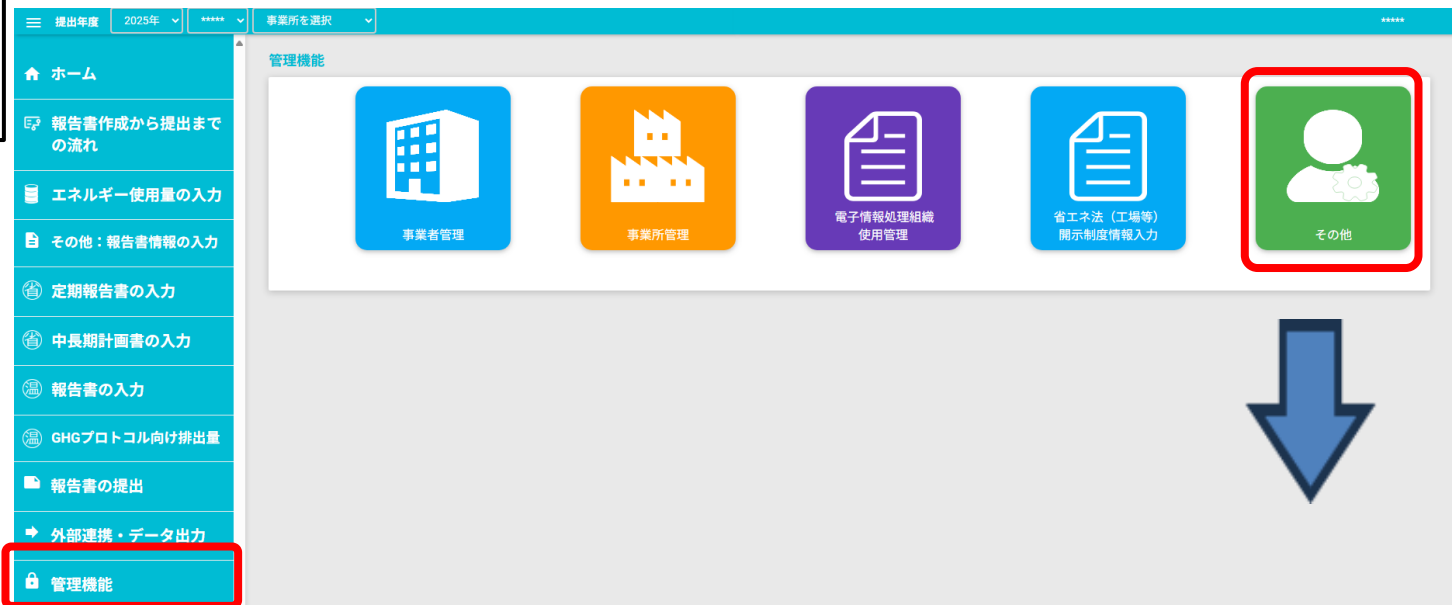 提出年度 2025年 ***** 事業所を選択 *****
ホーム
報告書作成から提出まで
の流れ
エネルギー使用量の入力
その他：報告書情報の入力
省 定期報告書の入力
省 中長期計画書の入力
温 報告書の入力
温 GHGプロトコル向け排出量
報告書の提出
外部連携・データ出力
管理機能
管理機能
事業者管理
事業所管理
電子情報処理組織
使用管理
省エネ法（工場等）
開示制度情報入力
その他